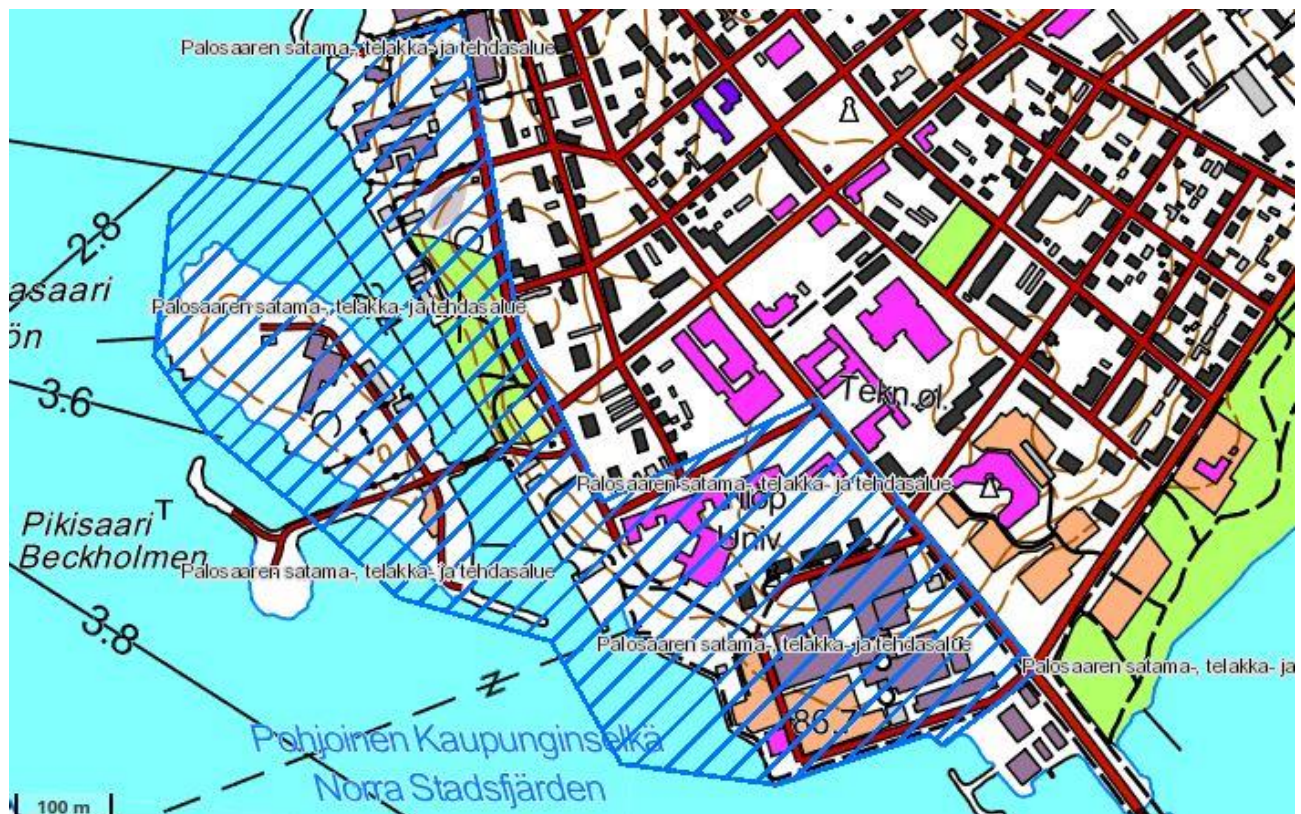 Palosaaren satama-, telakka- ja tehdasalue
2.8
asaari
ön
Palosaaren satama-, telakka- ja tehdasalue
3.6
Tekn.ol.
Palosaaren satama-, telakka- ja tehdasalue
Univ.
T
Pikisaari
Beckholmen
Palosaaren satama-, telakka- ja tehdasalue
3.8
Palosaaren satama-, telakka- ja tehdasalue
Palosaaren satama-, telakka- ja
Z
86.7
Pohjoinen Kaupunginselkä
Norra Stadsfjärden
100 m